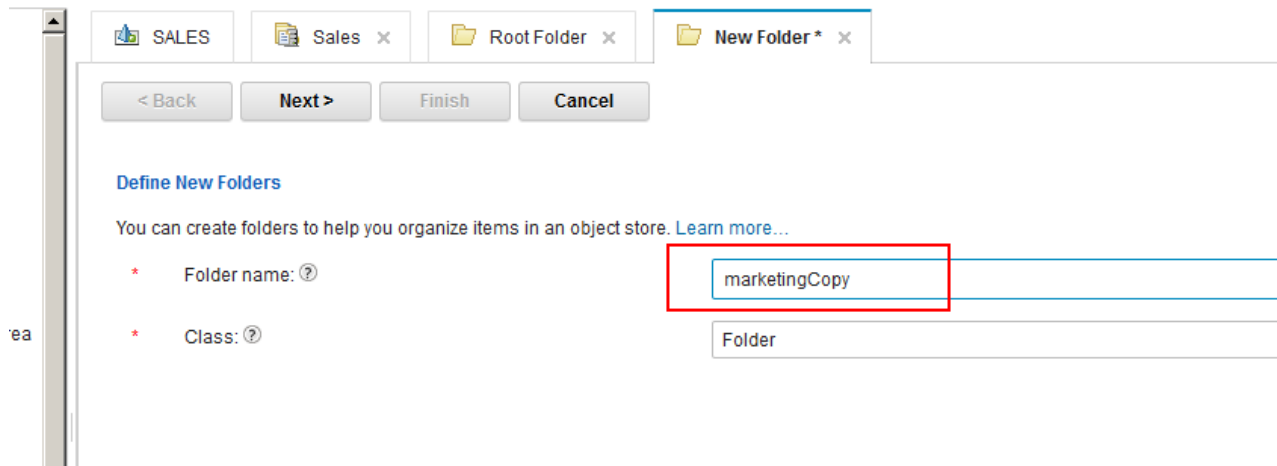 SALES Sales Root Folder New Folder *
< Back Next > Finish Cancel
Define New Folders
You can create folders to help you organize items in an object store. Learn more...
* Folder name: ? marketingCopy
rea * Class: ? Folder